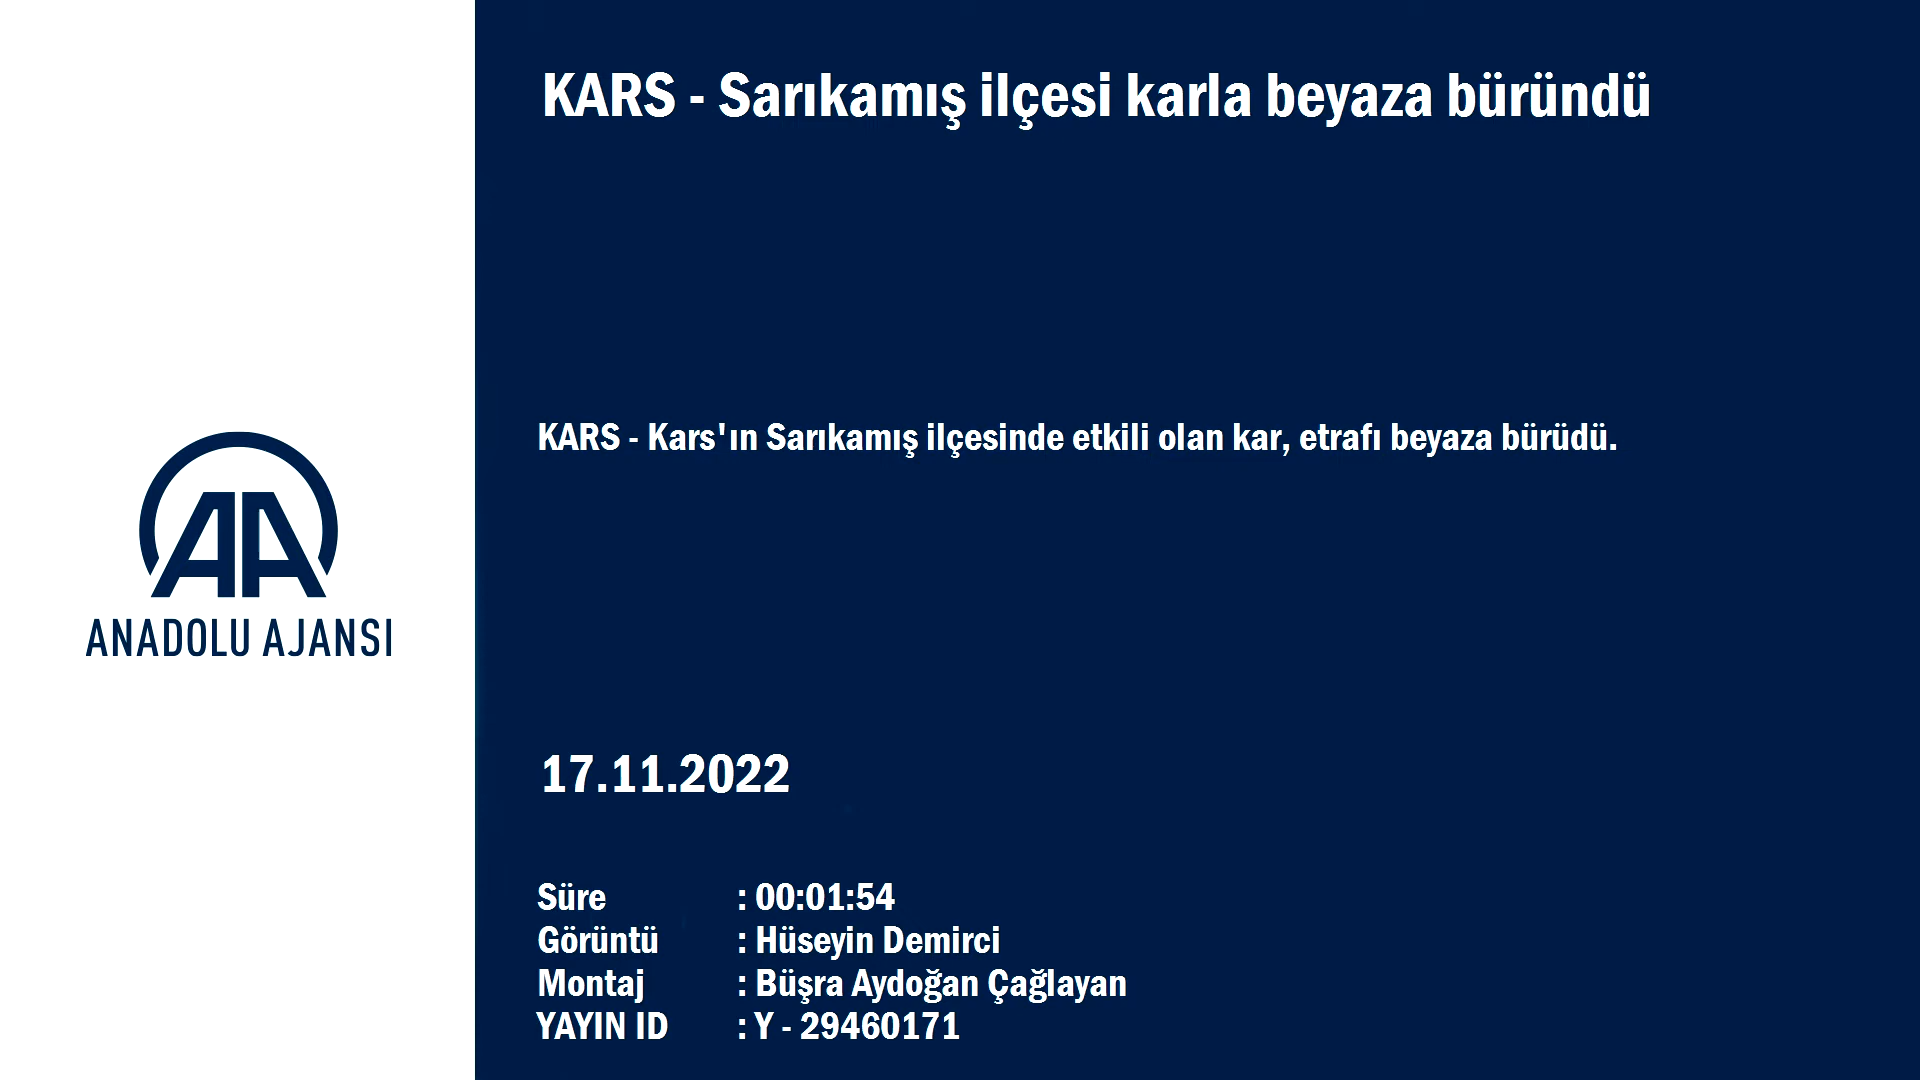 KARS - Sarıkamış ilçesi karla beyaza büründü
KARS - Kars'ın Sarıkamış ilçesinde etkili olan kar, etrafı beyaza bürüdü.
AA
ANADOLU AJANSI
17.11.2022
Süre : 00:01:54
Görüntü : Hüseyin Demirci
Montaj : Büşra Aydoğan Çağlayan
YAYIN ID : Y - 29460171